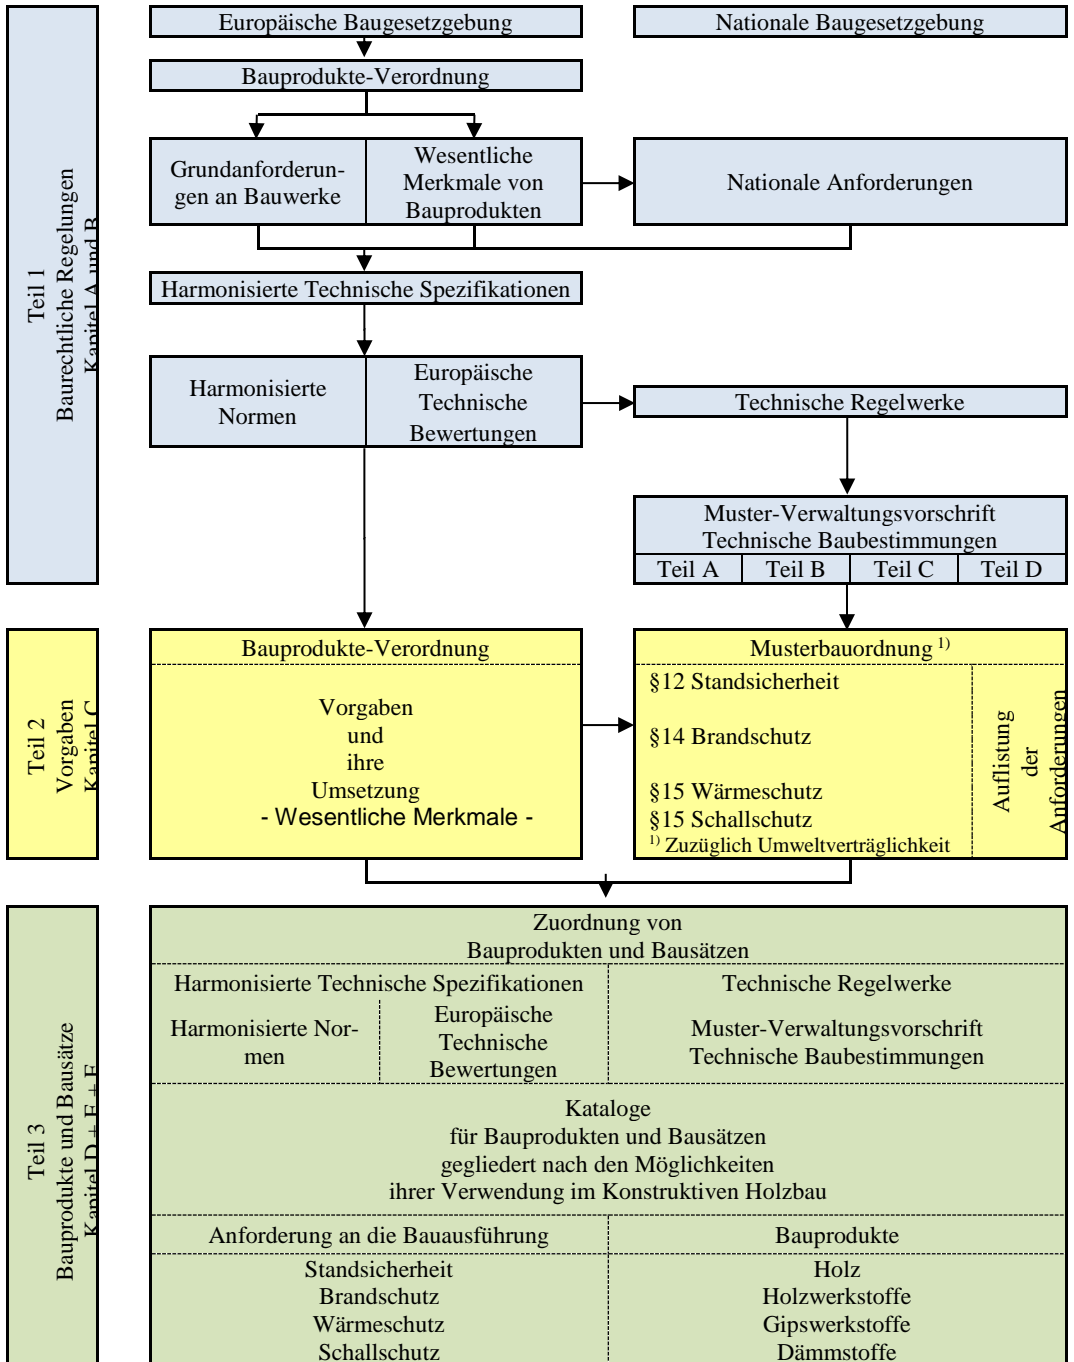 Teil 1
Baurechtliche Regelungen
Kapitel A und B
Europäische Baugesetzgebung
Nationale Baugesetzgebung
Bauprodukte-Verordnung
Grundanforderun-
gen an Bauwerke
Wesentliche
Merkmale von
Bauprodukten
Nationale Anforderungen
Harmonisierte Technische Spezifikationen
Harmonisierte
Normen
Europäische
Technische
Bewertungen
Technische Regelwerke
Muster-Verwaltungsvorschrift
Technische Baubestimmungen
Teil A
Teil B
Teil C
Teil D
Teil 2
Vorgaben
Kapitel C
Bauprodukte-Verordnung
Vorgaben
und
ihre
Umsetzung
- Wesentliche Merkmale -
Musterbauordnung 1)
§12 Standsicherheit
§14 Brandschutz
§15 Wärmeschutz
§15 Schallschutz
1) Zuzüglich Umweltverträglichkeit
Auflistung
der
Anforderungen
Teil 3
Bauprodukte und Bausätze
Kapitel D + E + F
Zuordnung von
Bauprodukten und Bausätzen
Harmonisierte Technische Spezifikationen
Harmonisierte Nor-
men
Europäische
Technische
Bewertungen
Technische Regelwerke
Muster-Verwaltungsvorschrift
Technische Baubestimmungen
Kataloge
für Bauprodukten und Bausätzen
gegliedert nach den Möglichkeiten
ihrer Verwendung im Konstruktiven Holzbau
Anforderung an die Bauausführung
Standsicherheit
Brandschutz
Wärmeschutz
Schallschutz
Bauprodukte
Holz
Holzwerkstoffe
Gipswerkstoffe
Dämmstoffe